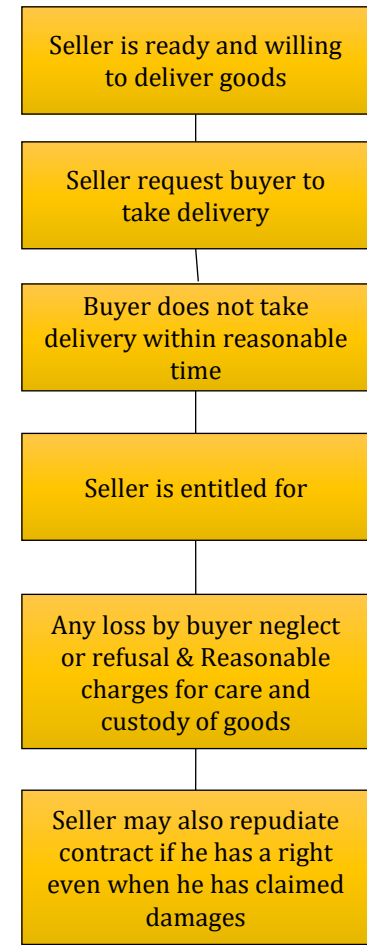 Seller is ready and willing
to deliver goods
Seller request buyer to
take delivery
Buyer does not take
delivery within reasonable
time
Seller is entitled for
Any loss by buyer neglect
or refusal & Reasonable
charges for care and
custody of goods
Seller may also repudiate
contract if he has a right
even when he has claimed
damages